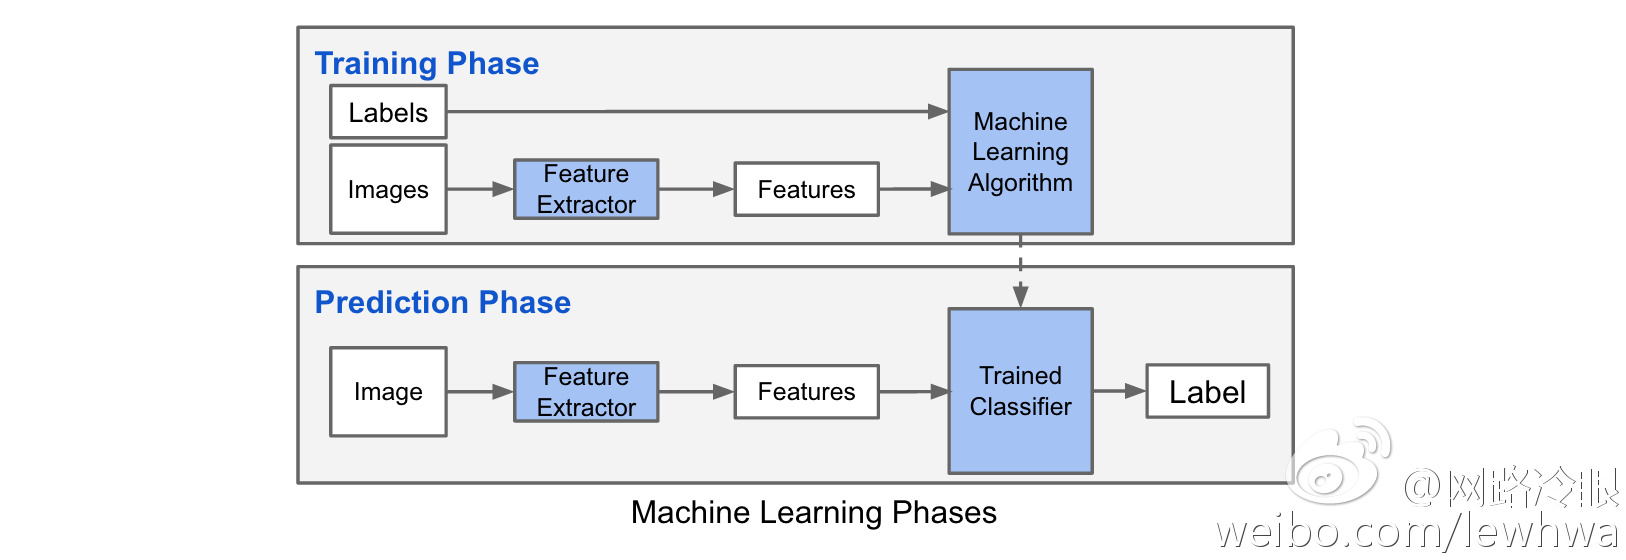 Training Phase
Labels
Images
Feature
Extractor
Features
Machine
Learning
Algorithm
Prediction Phase
Image
Feature
Extractor
Features
Trained
Classifier
Label
Machine Learning Phases
@网路冷眼
weibo.com/lewhwa